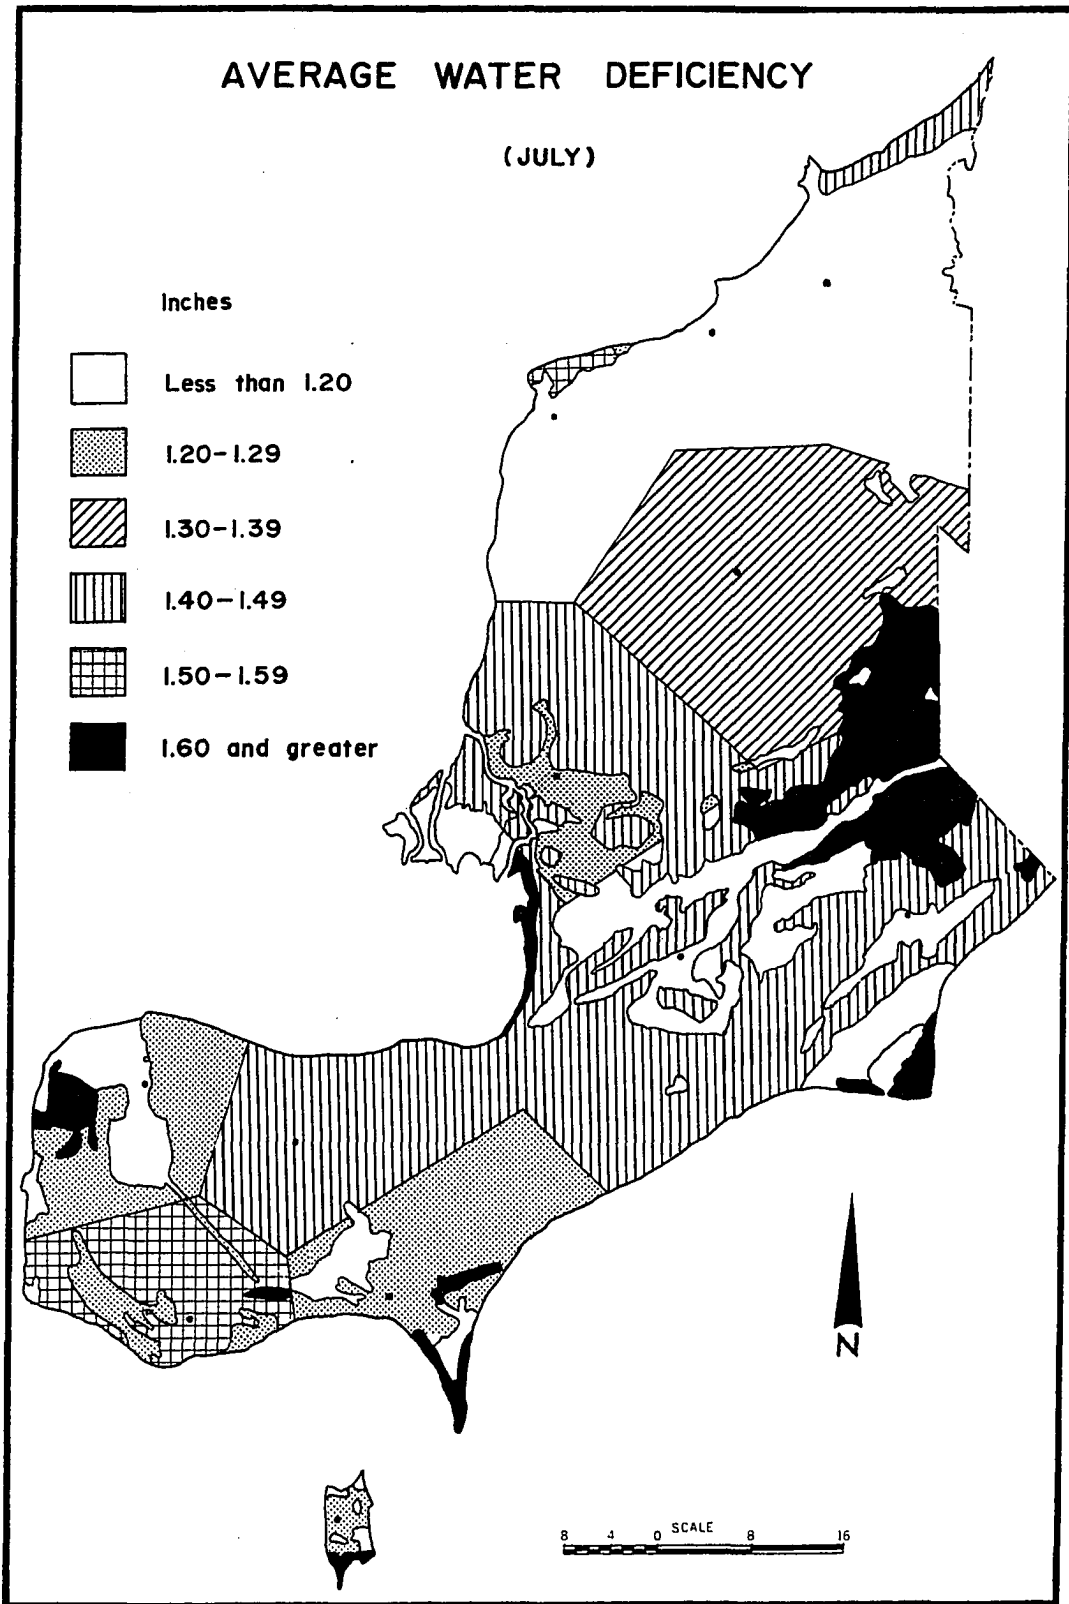 AVERAGE WATER DEFICIENCY
(JULY)
Inches
Less than 1.20
1.20-1.29
1.30-1.39
1.40-1.49
1.50-1.59
1.60 and greater
N
SCALE
8 4 0 8 16